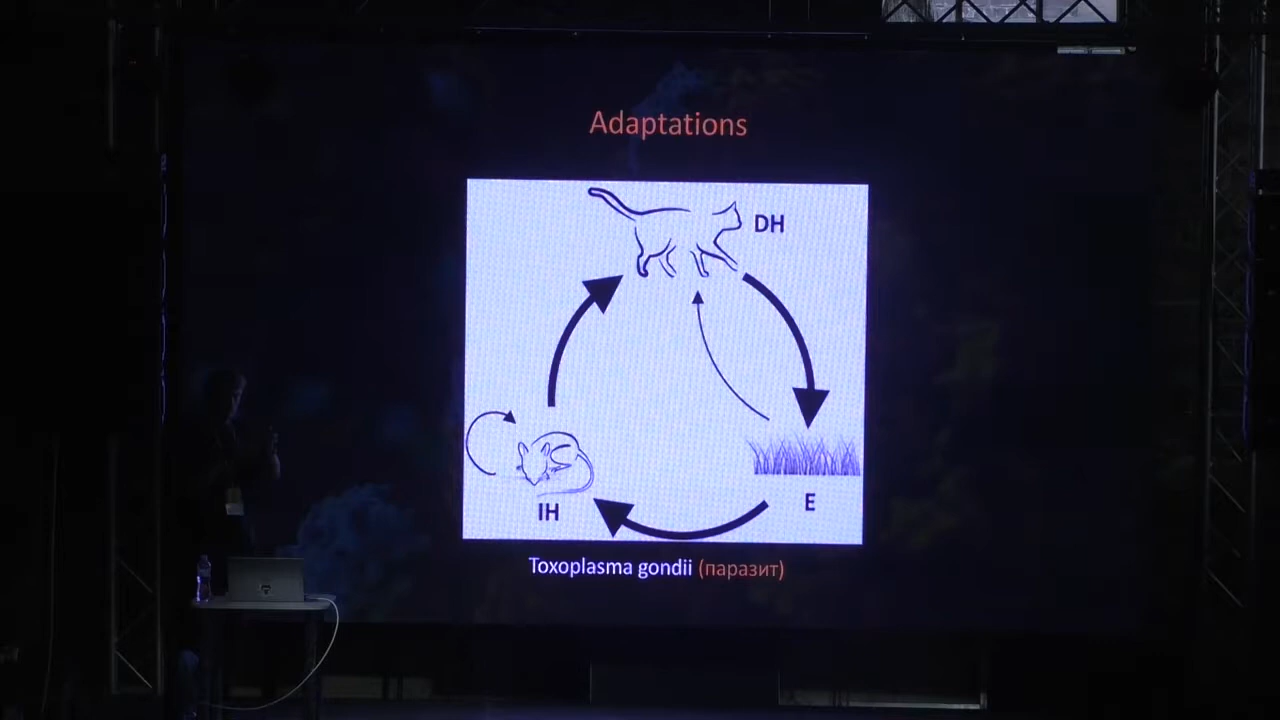 Adaptations
DH
IH
E
Toxoplasma gondii (паразит)